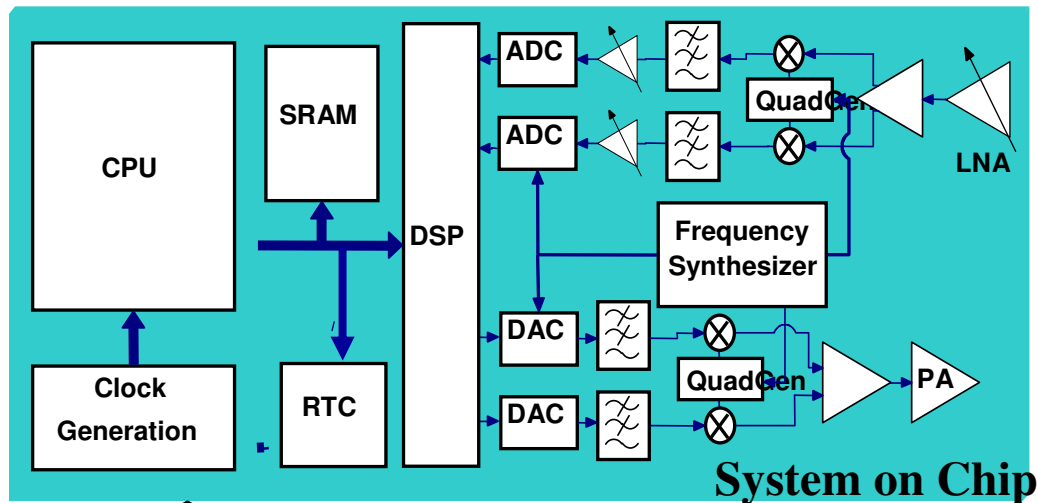 CPU
SRAM
DSP
ADC
ADC
QuadGen
LNA
Frequency
Synthesizer
Clock
Generation
RTC
DAC
DAC
QuadGen
PA
System on Chip